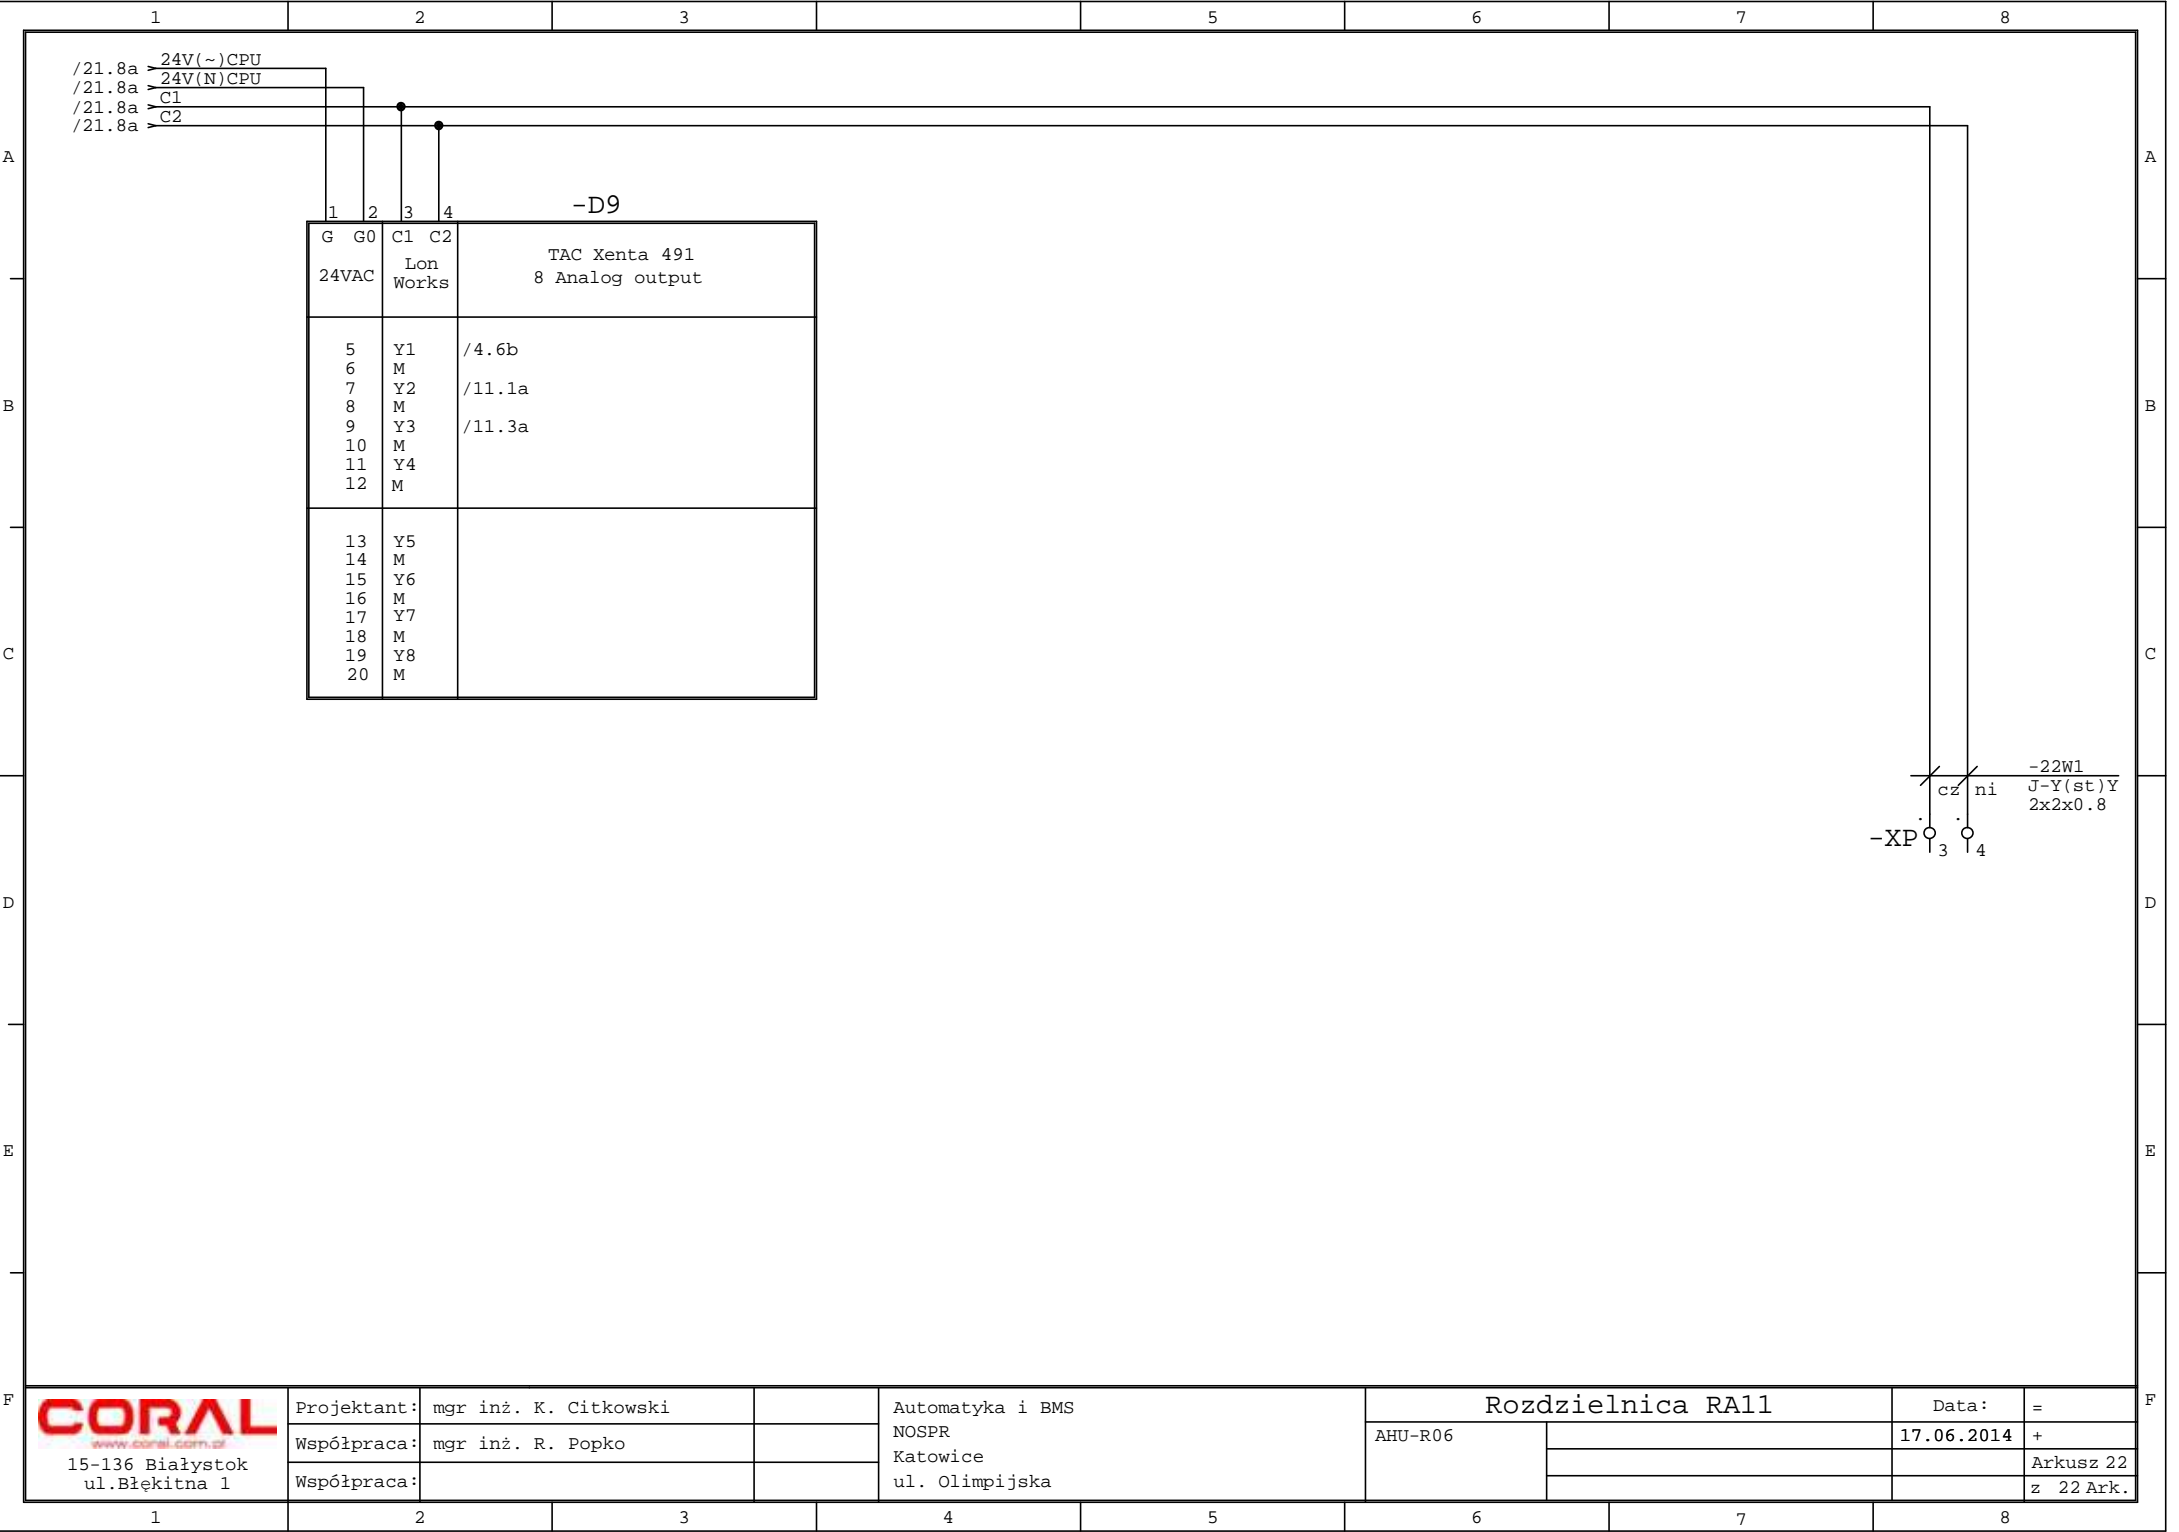 1 2 3 5 6 7 8
/21.8a 24V(~)CPU
/21.8a 24V(N)CPU
/21.8a C1
/21.8a C2
A A
-D9
1 2 3 4
G G0 C1 C2
24VAC
Lon
Works
TAC Xenta 491
8 Analog output
5 Y1 /4.6b
6 M
7 Y2 /11.1a
8 M
9 Y3 /11.3a
10 M
11 Y4
12 M
B B
13 Y5
14 M
15 Y6
16 M
17 Y7
18 M
19 Y8
20 M
C C
-22W1
cz ni J-Y(st)Y
2x2x0.8
-XP 3 4
D D
E E
F F
CORAL
www.coral.com.pl
15-136 Białystok
ul.Błękitna 1
Projektant: mgr inż. K. Citkowski
Współpraca: mgr inż. R. Popko
Współpraca:
Automatyka i BMS
NOSPR
Katowice
ul. Olimpijska
Rozdzielnica RA11
AHU-R06
Data:
17.06.2014
=
+
Arkusz 22
z 22 Ark.
1 2 3 4 5 6 7 8